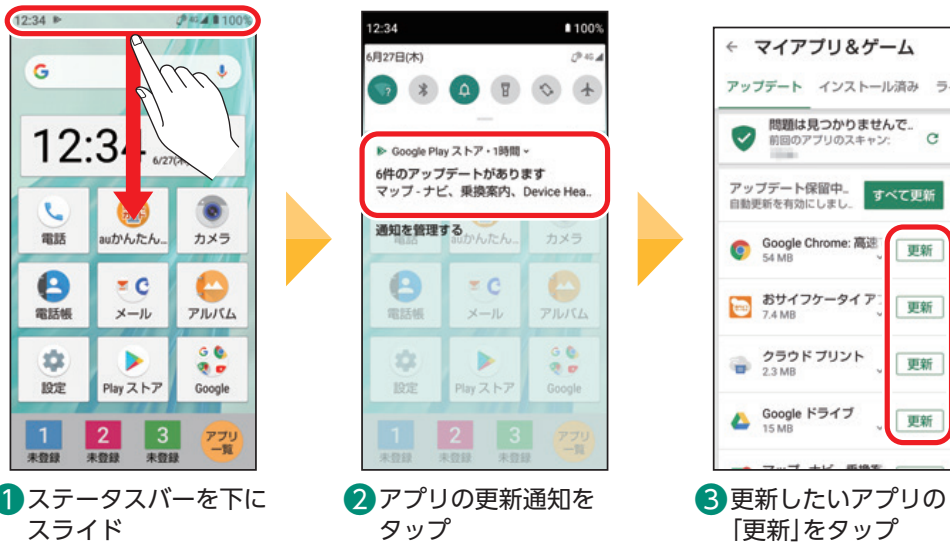 12:34
4G
100%
G
12:34
6/27(木)
電話
auかんたん...
カメラ
電話帳
メール
アルバム
設定
Play ストア
Google
1
2
3
アプリ
一覧
未登録
未登録
未登録
❶ステータスバーを下に
スライド
12:34
100%
6月27日(木)
4G
Google Play ストア・1時間
6件のアップデートがあります
マップ - ナビ、乗換案内、Device Hea..
通知を管理する
電話
auかんたん...
カメラ
電話帳
メール
アルバム
設定
Play ストア
Google
1
2
3
アプリ
一覧
未登録
未登録
未登録
❷アプリの更新通知を
タップ
← マイアプリ&ゲーム
アップデート インストール済み ラ
問題は見つかりませんで..
前回のアプリのスキャン:
アップデート保留中..
自動更新を有効にしまし..
すべて更新
Google Chrome: 高速
54 MB
更新
おサイフケータイ ア
7.4 MB
更新
クラウド プリント
2.3 MB
更新
Google ドライブ
15 MB
更新
❸更新したいアプリの
「更新」をタップ